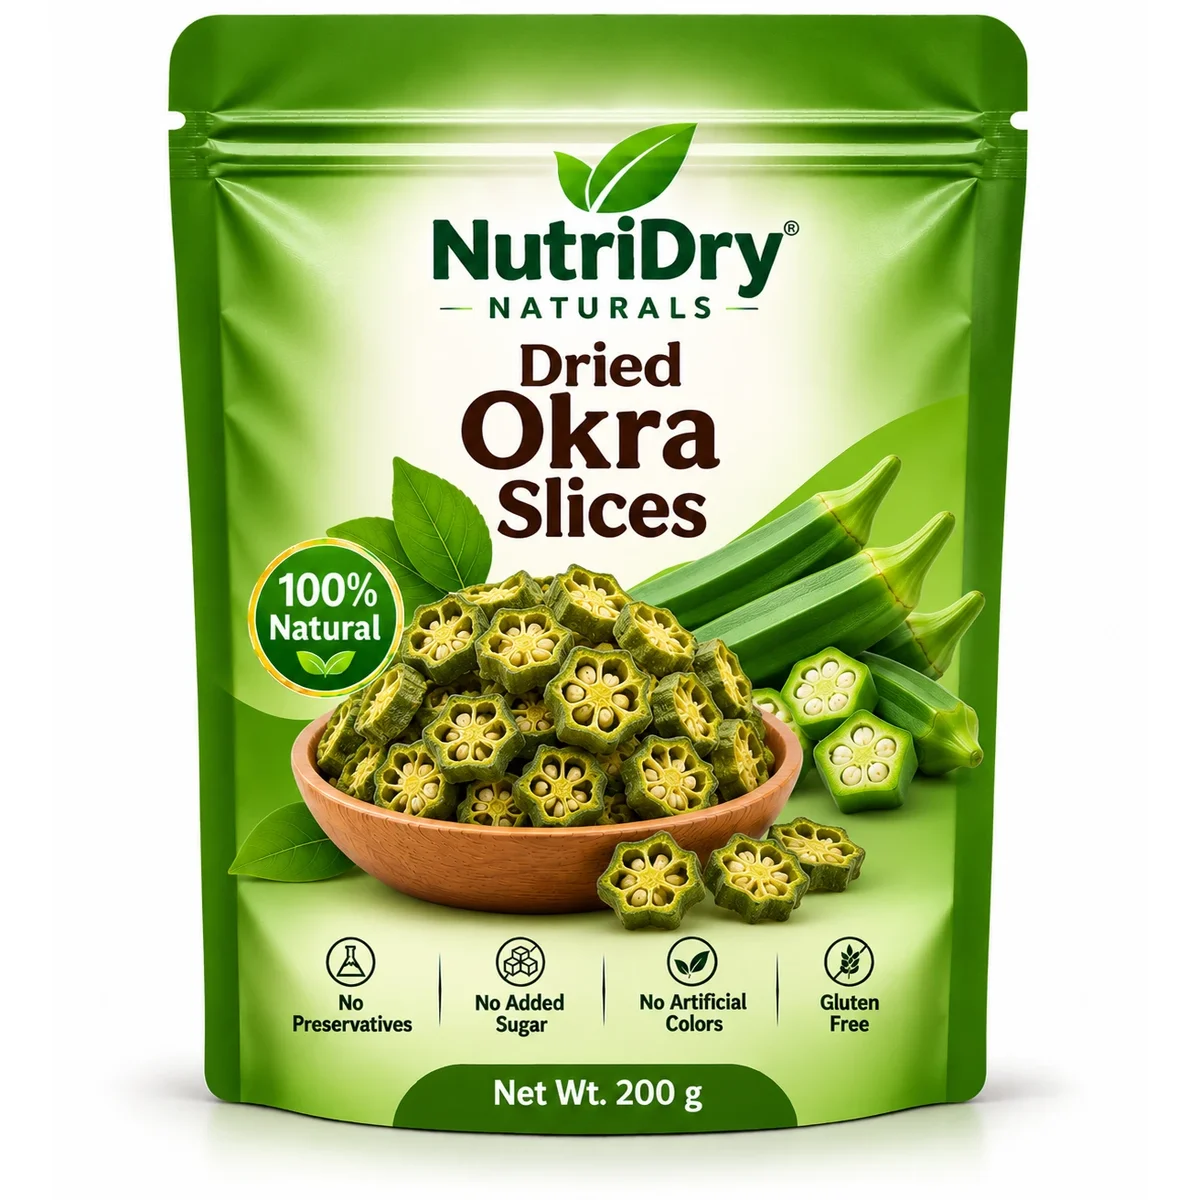 NutriDry®
NATURALS
Dried
Okra
Slices
100%
Natural
No
Preservatives
No Added
Sugar
No Artificial
Colors
Gluten
Free
Net Wt. 200 g